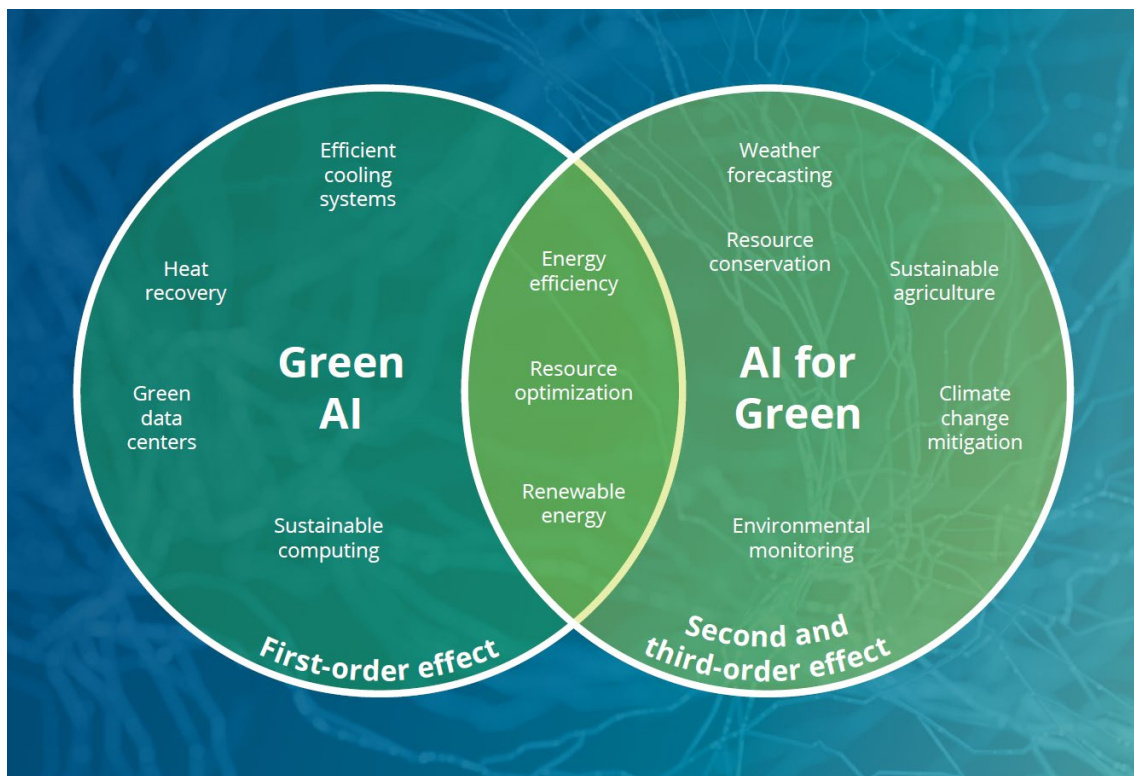 Efficient
cooling
systems
Heat
recovery
Green
AI
Green
data
centers
Sustainable
computing
First-order effect
Energy
efficiency
Resource
optimization
Renewable
energy
Weather
forecasting
Resource
conservation
Sustainable
agriculture
AI for
Green
Climate
change
mitigation
Environmental
monitoring
Second and
third-order effect